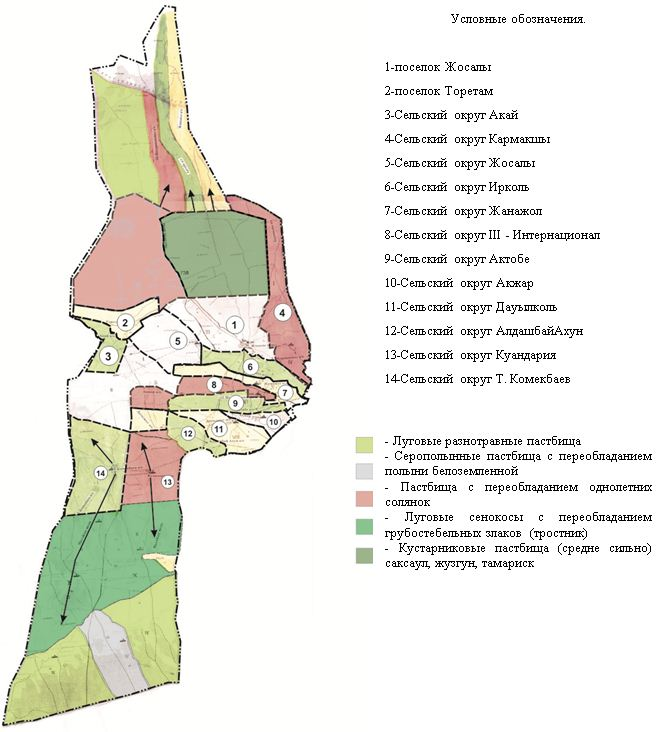 Условные обозначения.
1-поселок Жосалы
2-поселок Торетам
3-Сельский округ Акай
4-Сельский округ Кармакшы
5-Сельский округ Жосалы
6-Сельский округ Ирколь
7-Сельский округ Жанажол
8-Сельский округ III - Интернационал
9-Сельский округ Актобе
10-Сельский округ Акжар
11-Сельский округ Дауылколь
12-Сельский округ АлдашбайАхун
13-Сельский округ Куандария
14-Сельский округ Т. Комекбаев
- Луговые разнотравные пастбища
- Серополынные пастбища с переобладанием
полыни белоземленной
- Пастбища с переобладанием однолетних
солянок
- Луговые сенокосы с переобладанием
грубостебельных злаков (тростник)
- Кустарниковые пастбища (средне сильно)
саксаул, жузгун, тамариск
4
2
1
5
3
6
8
7
9
10
11
12
14
13